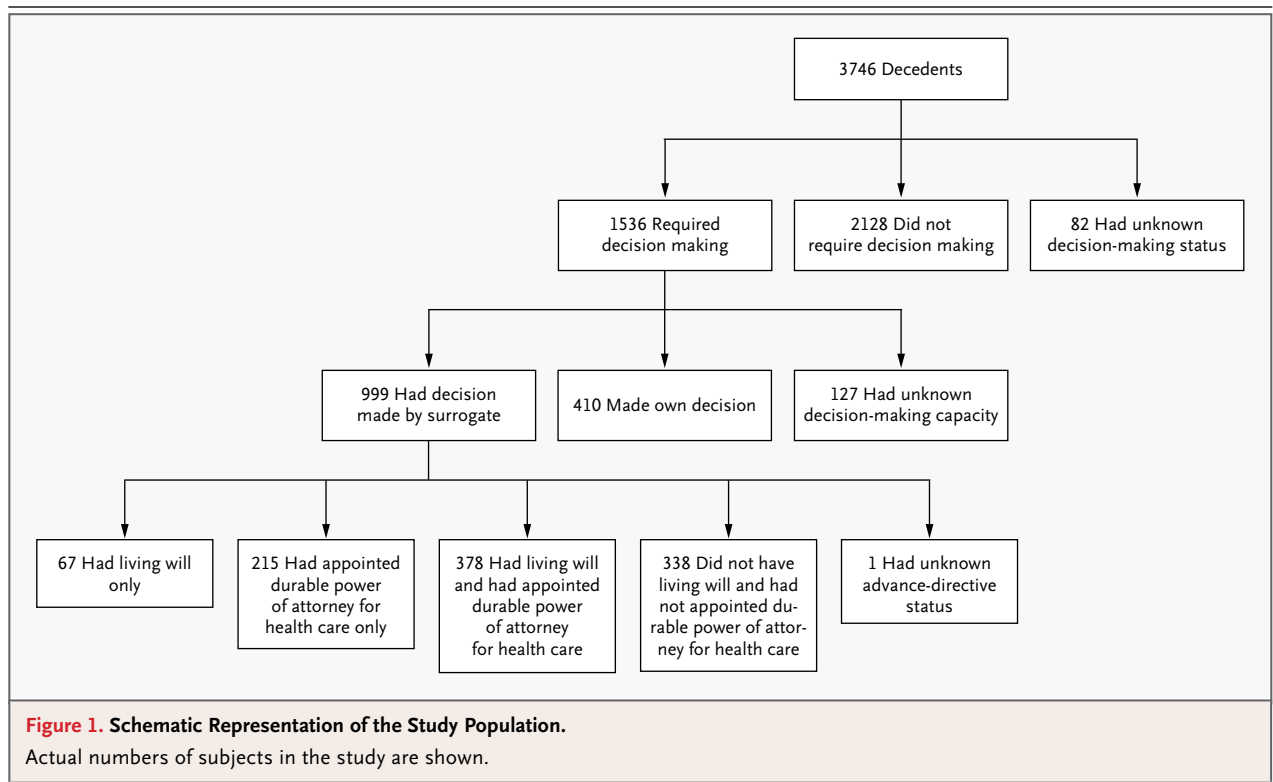 3746 Decedents
1536 Required
decision making
2128 Did not
require decision making
82 Had unknown
decision-making status
999 Had decision
made by surrogate
410 Made own decision
127 Had unknown
decision-making capacity
67 Had living will
only
215 Had appointed
durable power
of attorney for
health care only
378 Had living will
and had appointed
durable power
of attorney
for health care
338 Did not have
living will and had
not appointed du-
rable power of attor-
ney for health care
1 Had unknown
advance-directive
status
Figure 1. Schematic Representation of the Study Population.
Actual numbers of subjects in the study are shown.